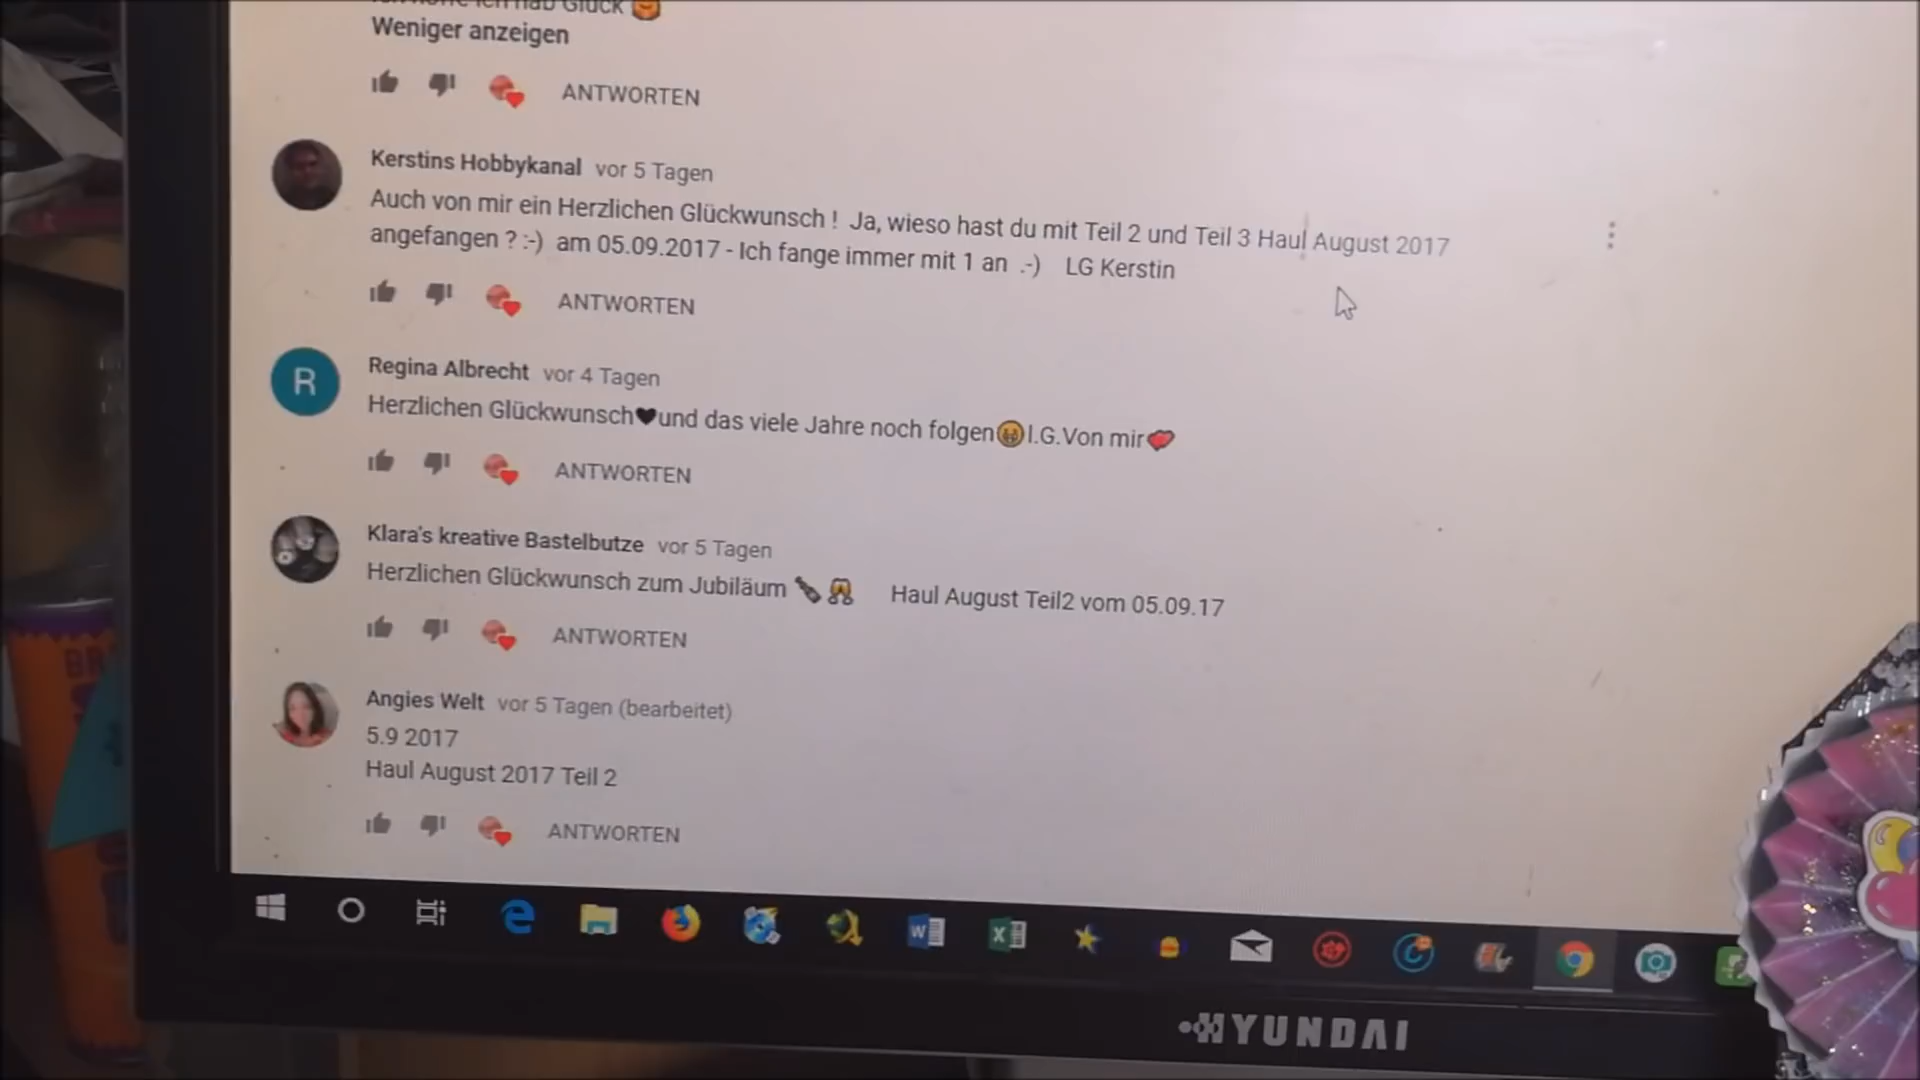 Glück
Weniger anzeigen
ANTWORTEN
Kerstins Hobbykanal vor 5 Tagen
Auch von mir ein Herzlichen Glückwunsch ! Ja, wieso hast du mit Teil 2 und Teil 3 Haul August 2017
angefangen ? :-) am 05.09.2017 - Ich fange immer mit 1 an .-) LG Kerstin
ANTWORTEN
R
Regina Albrecht vor 4 Tagen
Herzlichen Glückwunsch🖤und das viele Jahre noch folgen😄l.G.Von mir💋
ANTWORTEN
Klara's kreative Bastelbutze vor 5 Tagen
Herzlichen Glückwunsch zum Jubiläum 🍾🥂 Haul August Teil2 vom 05.09.17
ANTWORTEN
Angies Welt vor 5 Tagen (bearbeitet)
5.9 2017
Haul August 2017 Teil 2
ANTWORTEN
HYUNDAI